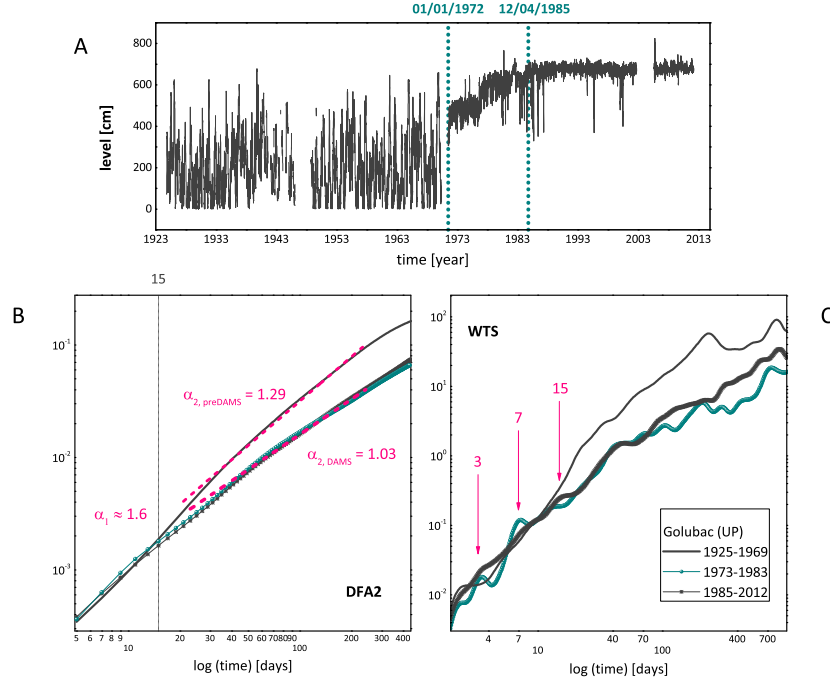 01/01/1972 12/04/1985
A
level [cm]
800
600
400
200
0
1923 1933 1943 1953 1963 1973 1983 1993 2003 2013
time [year]
15
B
10⁻¹
10⁻²
10⁻³
α₂, preDAMS = 1.29
α₂, DAMS = 1.03
α₁ ≈ 1.6
DFA2
5 6 7 8 9 10 20 30 40 50 60 70 80 90 100 200 300 400
log (time) [days]
C
WTS
10²
10¹
10⁰
10⁻¹
10⁻²
3
7
15
Golubac (UP)
1925-1969
1973-1983
1985-2012
4 7 10 40 70 100 400 700
log (time) [days]